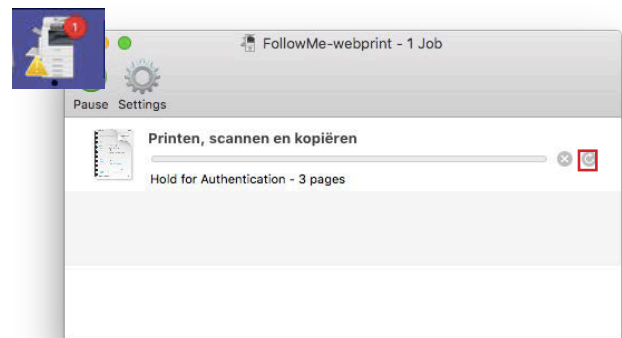 1
FollowMe-webprint - 1 Job
Pause Settings
Printen, scannen en kopiëren
Hold for Authentication - 3 pages